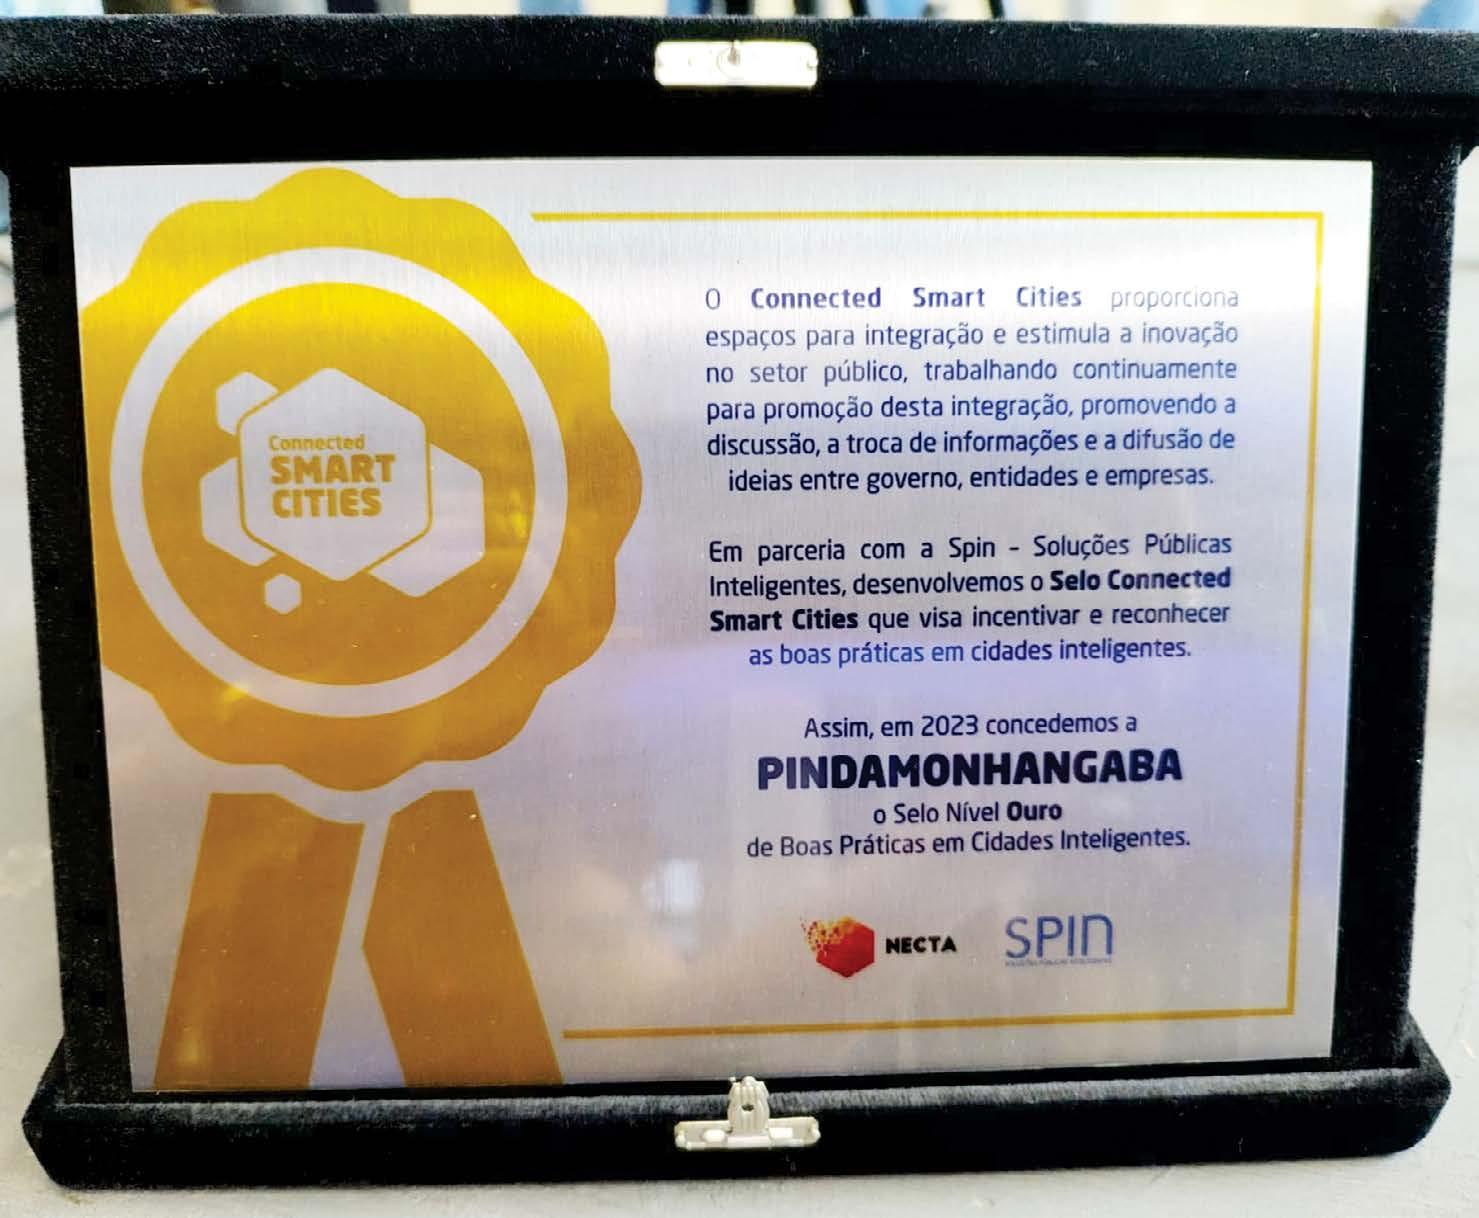 Connected
SMART
CITIES
O Connected Smart Cities proporciona
espaços para integração e estimula a inovação
no setor público, trabalhando continuamente
para promoção desta integração, promovendo a
discussão, a troca de informações e a difusão de
ideias entre governo, entidades e empresas.
Em parceria com a Spin - Soluções Públicas
Inteligentes, desenvolvemos o Selo Connected
Smart Cities que visa incentivar e reconhecer
as boas práticas em cidades inteligentes.
Assim, em 2023 concedemos a
PINDAMONHANGABA
o Selo Nível Ouro
de Boas Práticas em Cidades Inteligentes.
NECTA
SPIN